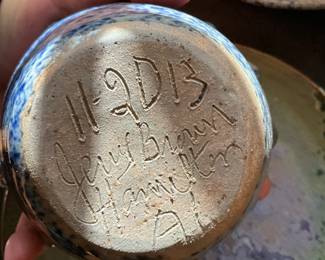 11-2013
Jerry Brown
Hamilton
AL